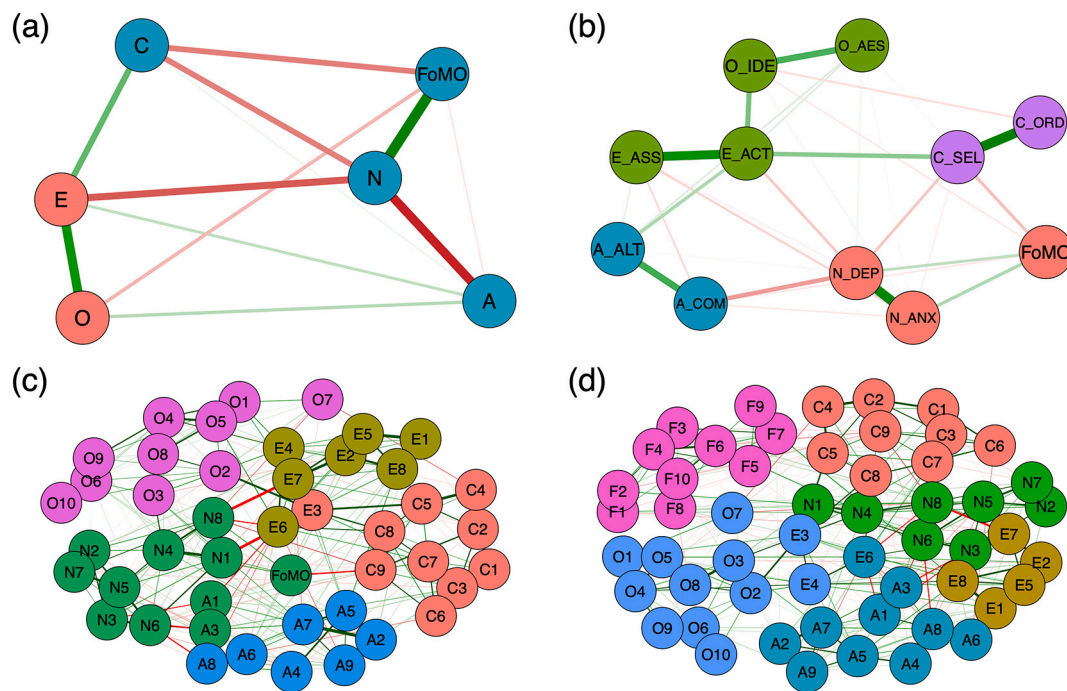 (a)
C
FoMO
N
E
O
A
(b)
O_AES
O_IDE
C_ORD
E_ASS
E_ACT
C_SEL
A_ALT
FoMO
N_DEP
A_COM
N_ANX
(c)
O1
O7
O4
O5
E4
E5
E1
E2
O9
O8
O2
E8
O6
E7
O10
O3
E3
C5
C4
N8
E6
C8
C2
N2
N4
N1
C7
C1
N7
FoMO
C9
N5
C3
A1
A5
N3
N6
A3
A7
A2
C6
A8
A6
A4
A9
(d)
F9
C4
C2
C1
F3
F7
C9
C3
F4
F6
C6
F5
C5
C7
F10
C8
F2
N7
F1
F8
O7
N1
N4
N8
N5
N2
E3
N6
E7
O1
O5
O3
E6
N3
E2
O4
O8
O2
E4
A3
E8
E5
A1
E1
O9
O6
A7
A8
A6
A2
O10
A5
A4
A9